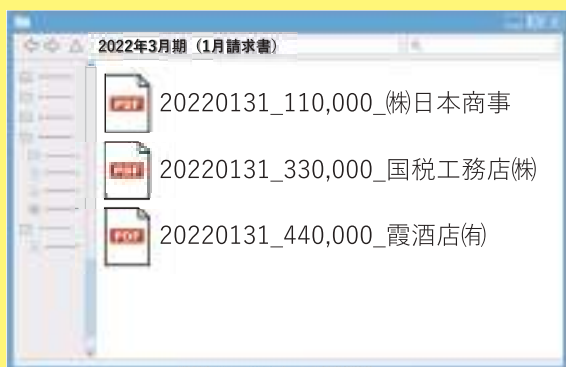 2022年3月期（1月請求書）
PDF 20220131_110,000_㈱日本商事
PDF 20220131_330,000_国税工務店㈱
PDF 20220131_440,000_霞酒店㈲